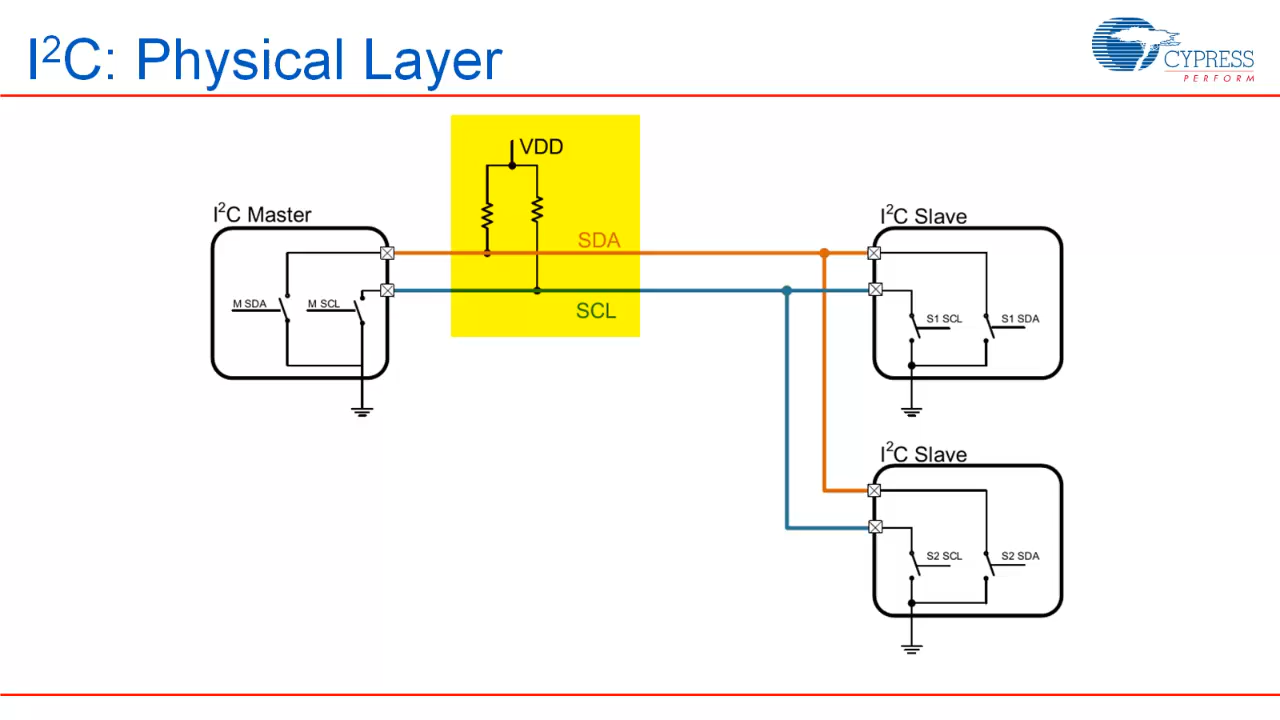 I²C: Physical Layer
CYPRESS
PERFORM
VDD
I²C Master
I²C Slave
SDA
M SDA
M SCL
SCL
S1 SCL
S1 SDA
I²C Slave
S2 SCL
S2 SDA